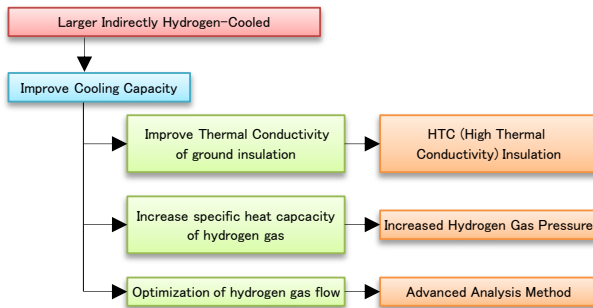 Larger Indirectly Hydrogen-Cooled
Improve Cooling Capacity
Improve Thermal Conductivity
of ground insulation
HTC (High Thermal
Conductivity) Insulation
Increase specific heat capcacity
of hydrogen gas
Increased Hydrogen Gas Pressure
Optimization of hydrogen gas flow
Advanced Analysis Method